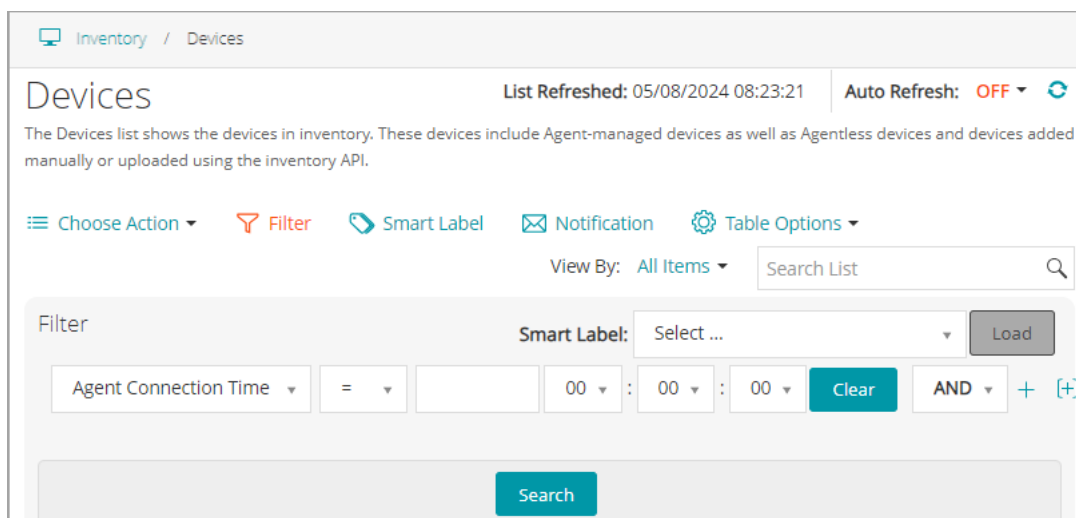 Inventory / Devices
Devices
List Refreshed: 05/08/2024 08:23:21 Auto Refresh: OFF
The Devices list shows the devices in inventory. These devices include Agent-managed devices as well as Agentless devices and devices added
manually or uploaded using the inventory API.
Choose Action Filter Smart Label Notification Table Options
View By: All Items Search List
Filter Smart Label: Select ... Load
Agent Connection Time = 00 : 00 : 00 Clear AND + [+]
Search